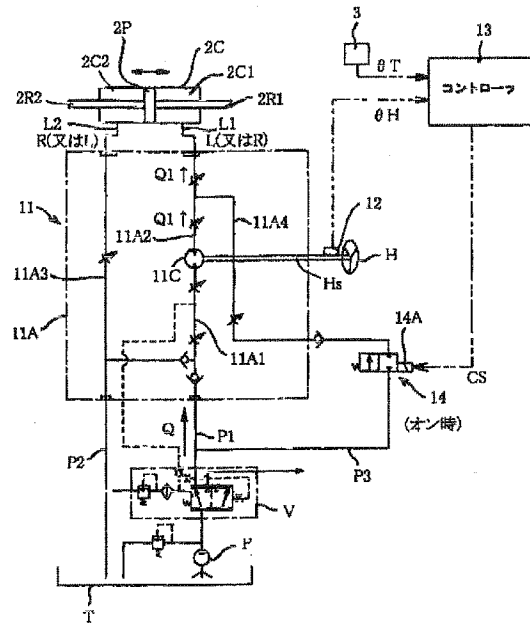 3
13
2P
2C
2C2
2C1
θT
コントローラ
2R2
2R1
θH
L2
L1
R(又はL)
L(又はR)
Q1
11
11A4
12
Q1
11A2
11C
H
11A3
Hs
14A
11A
11A1
CS
14
(オン時)
Q
P1
P2
P3
V
P
T